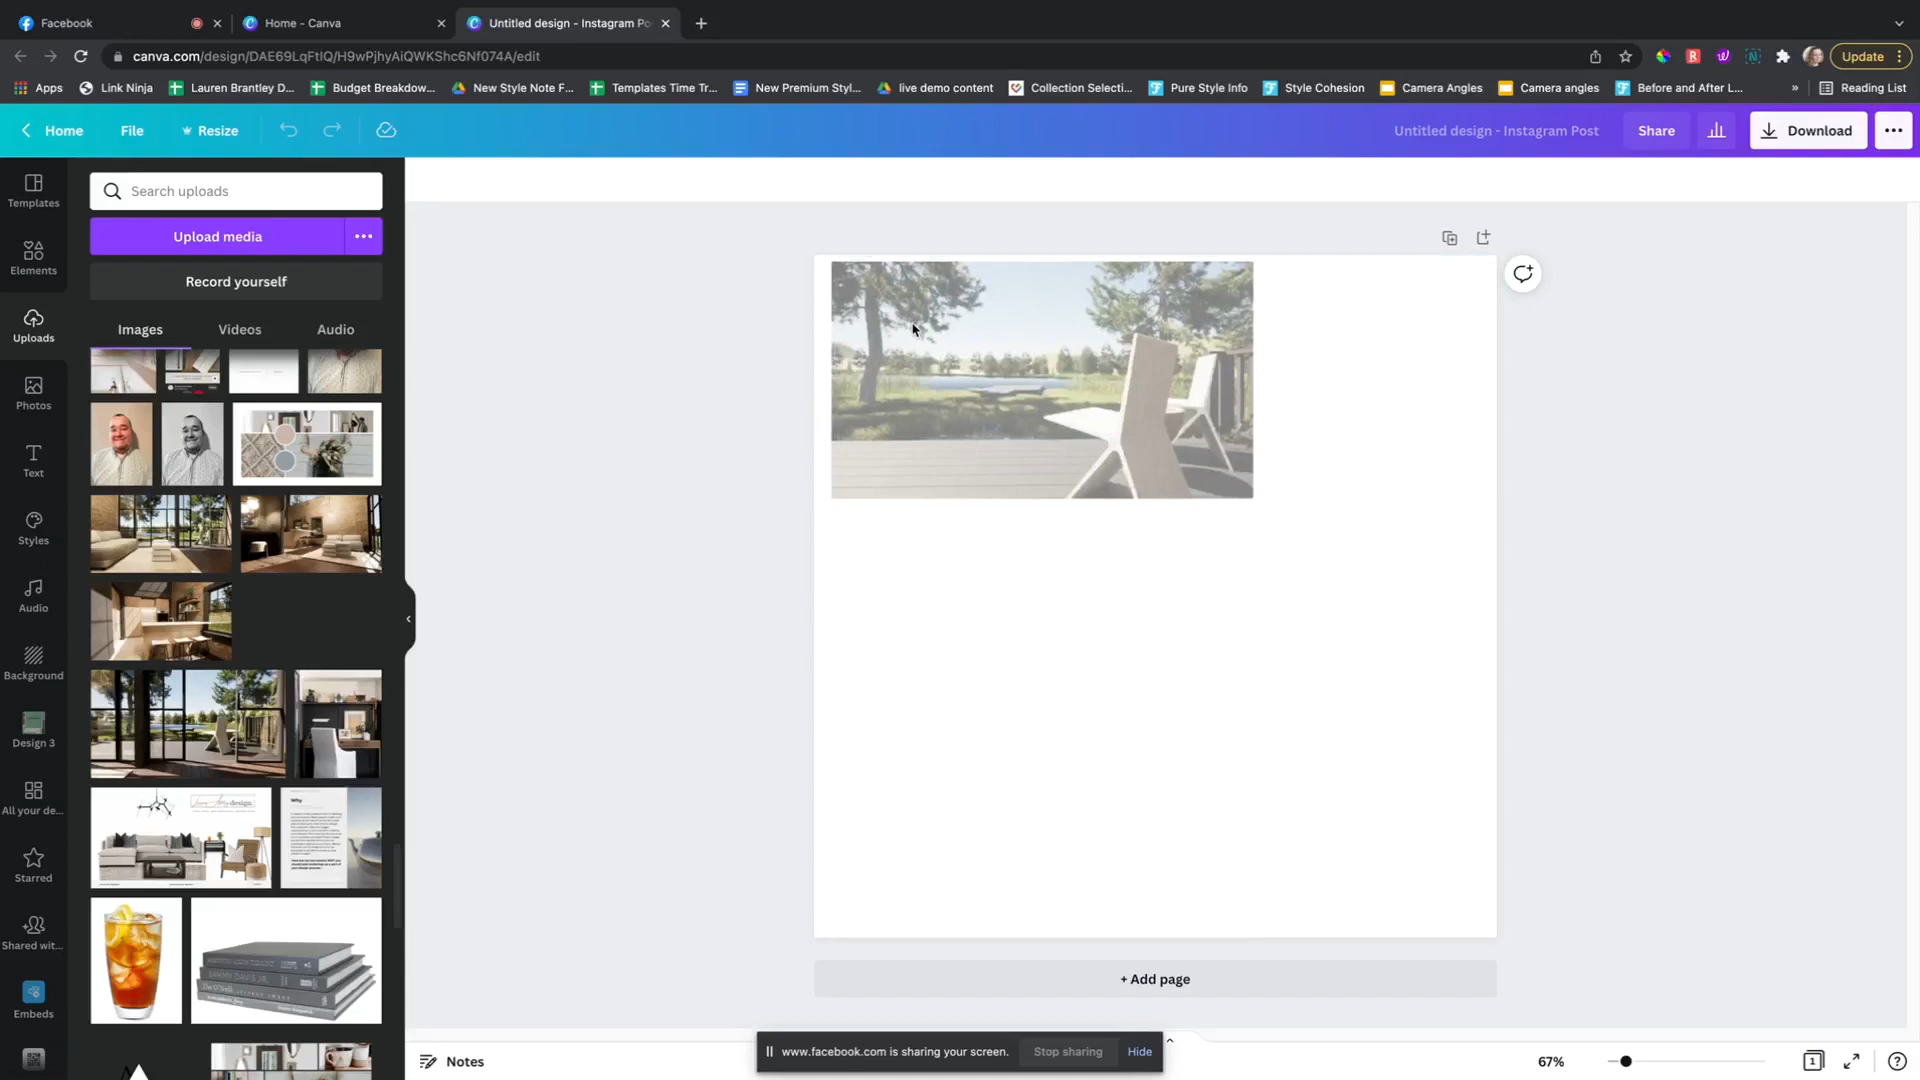 Facebook
Home - Canva
Untitled design - Instagram Po
canva.com/design/DAE69LqFtIQ/H9wPjhyAiQWKShc6Nf074A/edit
Update
Apps
Link Ninja
Lauren Brantley D...
Budget Breakdow...
New Style Note F...
Templates Time Tr...
New Premium Styl...
live demo content
Collection Selecti...
Pure Style Info
Style Cohesion
Camera Angles
Camera angles
Before and After L...
»
Reading List
Home
File
Resize
Untitled design - Instagram Post
Share
Download
Templates
Elements
Uploads
Photos
Text
Styles
Audio
Background
Design 3
All your de...
Starred
Shared wit...
Embeds
Search uploads
Upload media
Record yourself
Images
Videos
Audio
Why
+ Add page
Notes
www.facebook.com is sharing your screen.
Stop sharing
Hide
67%
1